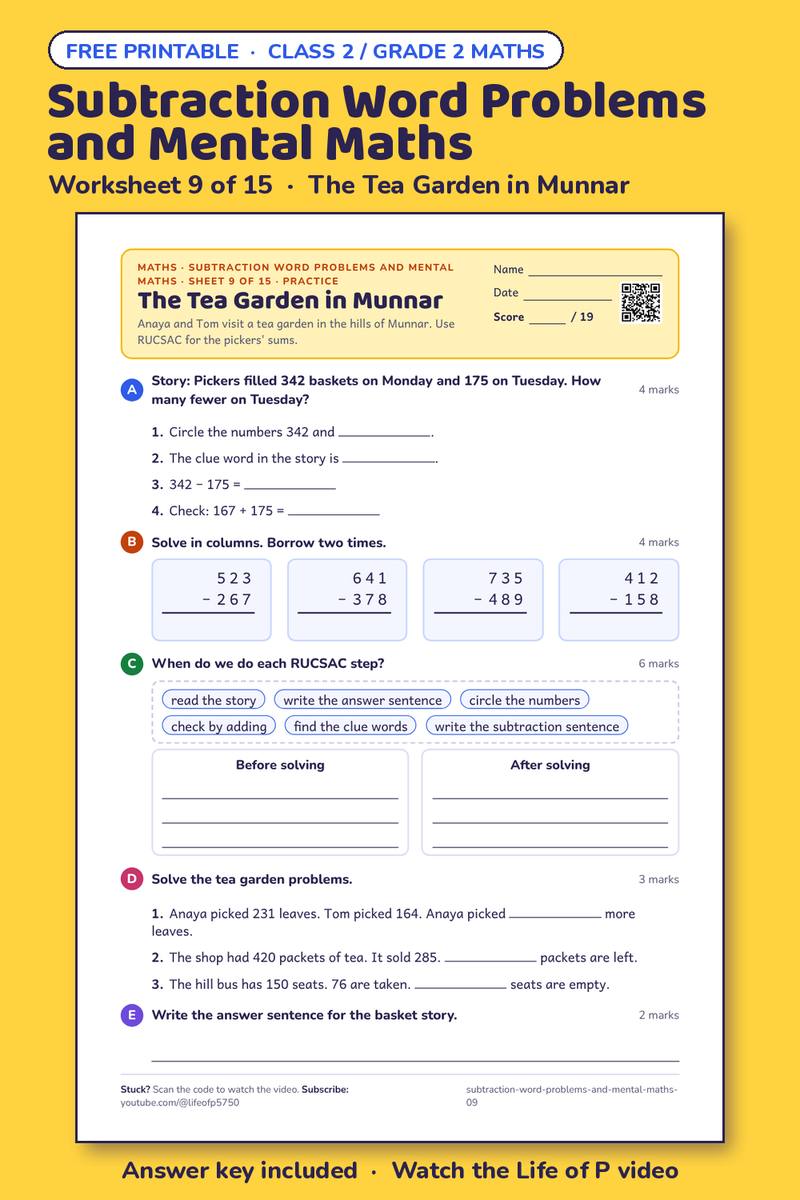 FREE PRINTABLE · CLASS 2 / GRADE 2 MATHS
Subtraction Word Problems
and Mental Maths
Worksheet 9 of 15 · The Tea Garden in Munnar
MATHS · SUBTRACTION WORD PROBLEMS AND MENTAL
MATHS · SHEET 9 OF 15 · PRACTICE
The Tea Garden in Munnar
Anaya and Tom visit a tea garden in the hills of Munnar. Use
RUCSAC for the pickers' sums.
Name ____________
Date ____________
Score ______ / 19
A Story: Pickers filled 342 baskets on Monday and 175 on Tuesday. How
many fewer on Tuesday?
4 marks
1. Circle the numbers 342 and ____________.
2. The clue word in the story is ____________.
3. 342 − 175 = ____________
4. Check: 167 + 175 = ____________
B Solve in columns. Borrow two times. 4 marks
523 641 735 412
− 267 − 378 − 489 − 158
C When do we do each RUCSAC step? 6 marks
read the story write the answer sentence circle the numbers
check by adding find the clue words write the subtraction sentence
Before solving After solving
D Solve the tea garden problems. 3 marks
1. Anaya picked 231 leaves. Tom picked 164. Anaya picked ____________ more
leaves.
2. The shop had 420 packets of tea. It sold 285. ____________ packets are left.
3. The hill bus has 150 seats. 76 are taken. ____________ seats are empty.
E Write the answer sentence for the basket story. 2 marks
Stuck? Scan the code to watch the video. Subscribe:
youtube.com/@lifeofp5750
subtraction-word-problems-and-mental-maths-
09
Answer key included · Watch the Life of P video